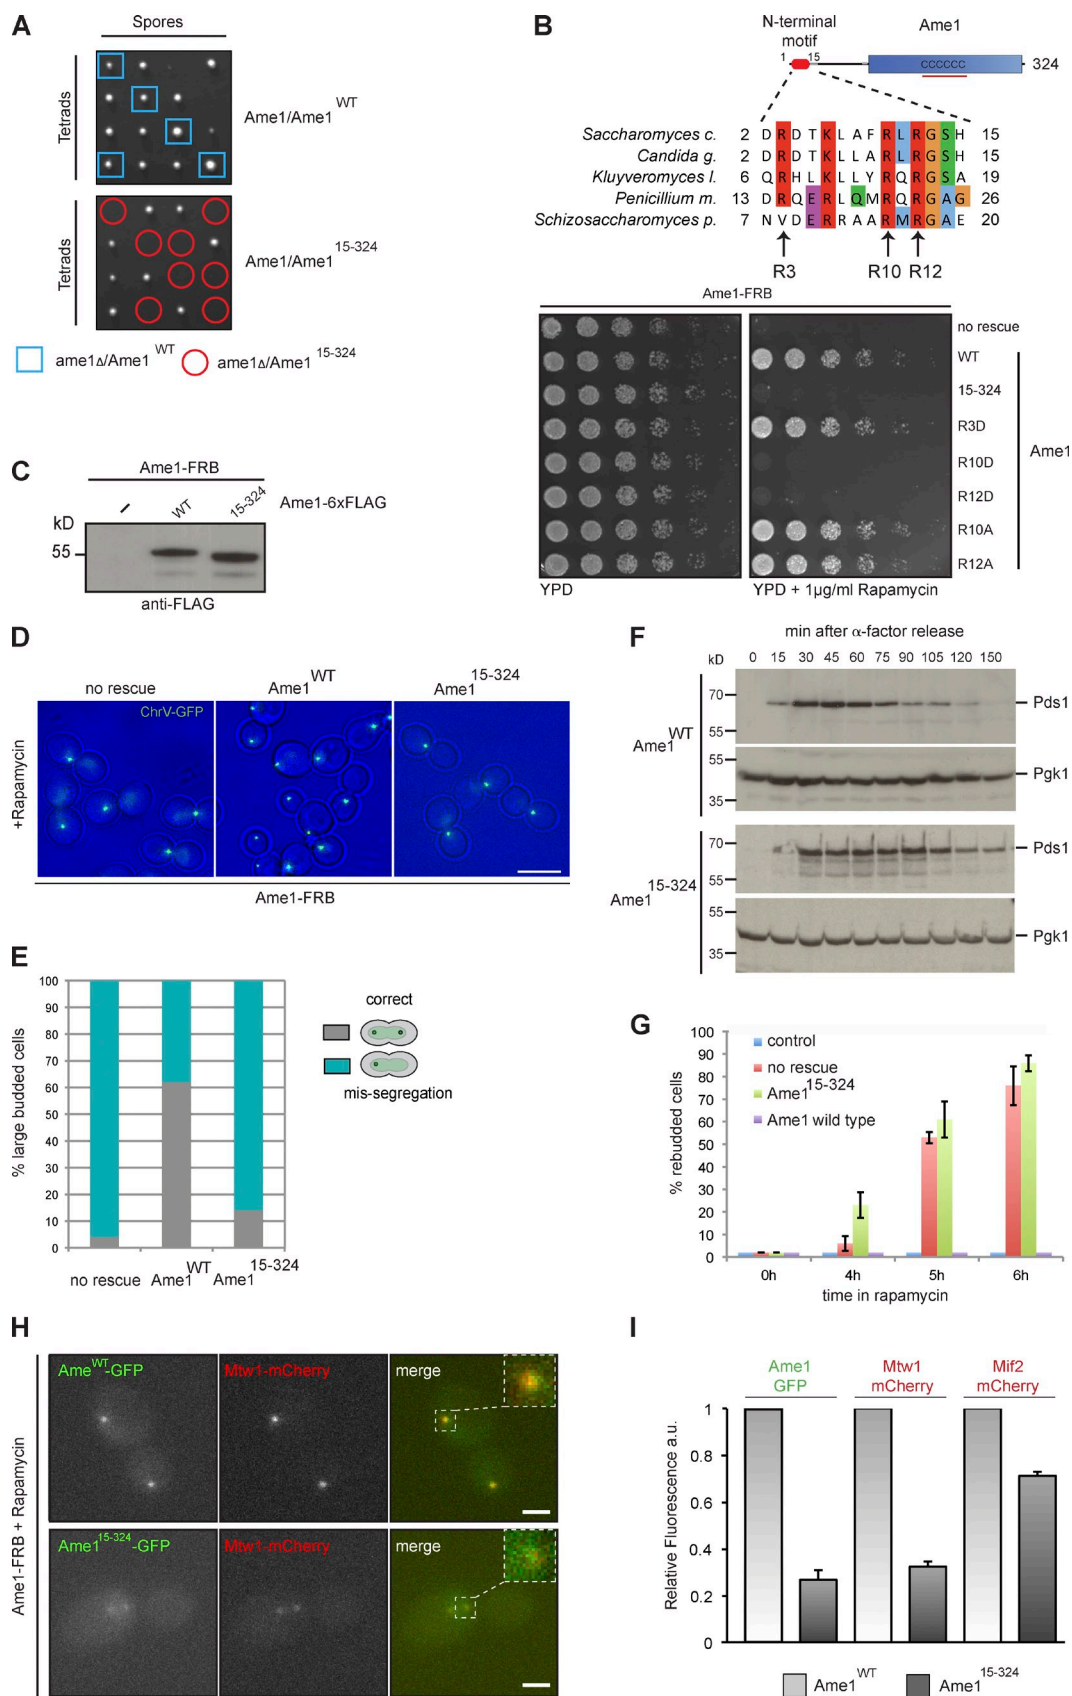 A
Spores
Tetrads
Ame1/Ame1 WT
Tetrads
Ame1/Ame1 15-324
ame1Δ/Ame1 WT
ame1Δ/Ame1 15-324
B
N-terminal motif
Ame1
1 15
CCCCCC
324
Saccharomyces c. 2 D R D T K L A F R L R G S H 15
Candida g. 2 D R D T K L L A R L R G S H 15
Kluyveromyces l. 6 Q R H L K L L Y R Q R G S A 19
Penicillium m. 13 D R Q E R L Q M R Q R G A G 26
Schizosaccharomyces p. 7 N V D E R R A A R M R G A E 20
R3 R10 R12
Ame1-FRB
no rescue
WT
15-324
R3D
R10D
R12D
R10A
R12A
Ame1
YPD
YPD + 1µg/ml Rapamycin
C
Ame1-FRB
– WT 15-324
Ame1-6xFLAG
kD
55
anti-FLAG
D
no rescue
Ame1 WT
Ame1 15-324
+Rapamycin
ChrV-GFP
Ame1-FRB
E
% large budded cells
100
90
80
70
60
50
40
30
20
10
0
no rescue
Ame1 WT
Ame1 15-324
correct
mis-segregation
F
min after α-factor release
kD
0 15 30 45 60 75 90 105 120 150
Ame1 WT
70
55
Pds1
55
35
Pgk1
Ame1 15-324
70
55
Pds1
55
35
Pgk1
G
% rebudded cells
100
90
80
70
60
50
40
30
20
10
0
control
no rescue
Ame1 15-324
Ame1 wild type
0h 4h 5h 6h
time in rapamycin
H
Ame1-FRB + Rapamycin
Ame WT-GFP
Mtw1-mCherry
merge
Ame1 15-324-GFP
Mtw1-mCherry
merge
I
Ame1 GFP
Mtw1 mCherry
Mif2 mCherry
Relative Fluorescence a.u.
1
0.8
0.6
0.4
0.2
0
Ame1 WT
Ame1 15-324